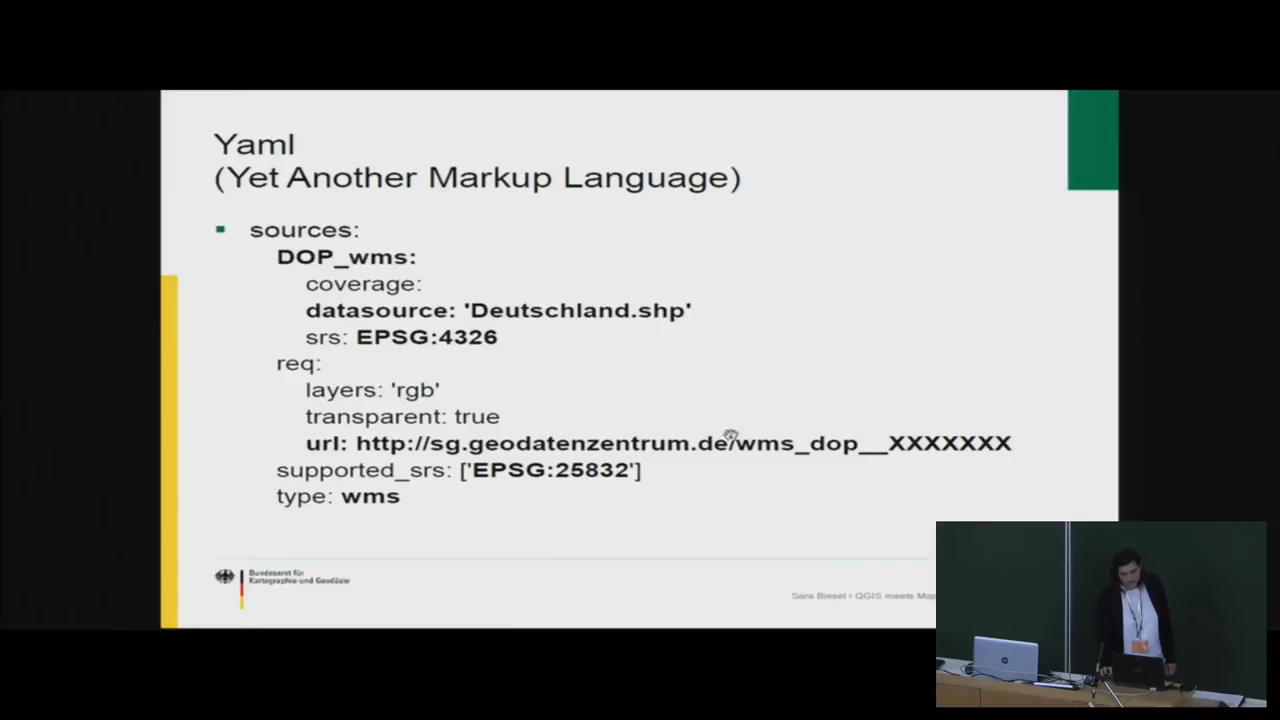 Yaml
(Yet Another Markup Language)
sources:
DOP_wms:
coverage:
datasource: 'Deutschland.shp'
srs: EPSG:4326
req:
layers: 'rgb'
transparent: true
url: http://sg.geodatenzentrum.de/wms_dop__XXXXXXX
supported_srs: ['EPSG:25832']
type: wms
Bundesamt für
Kartographie und Geodäsie
Sara Biesel I QGIS meets Map
hp